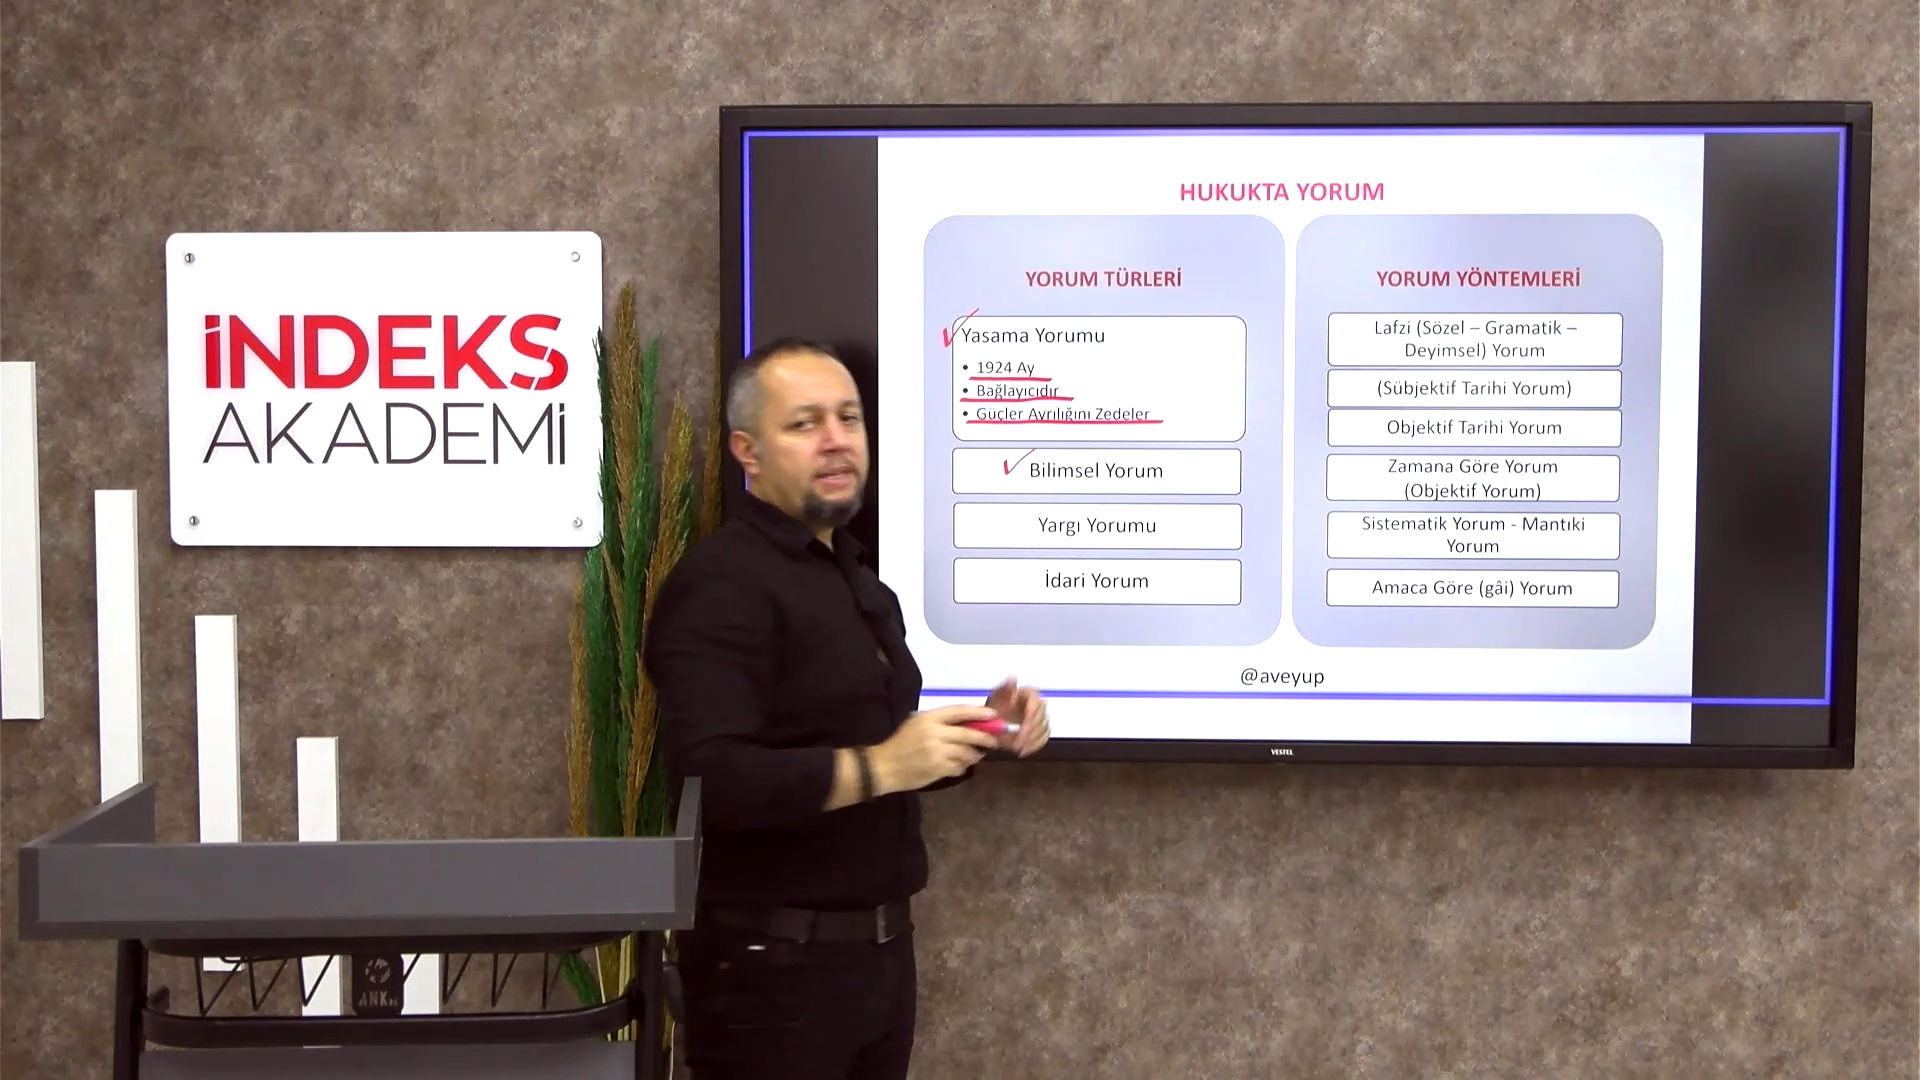 İNDEKS
AKADEMİ
HUKUKTA YORUM
YORUM TÜRLERİ
Yasama Yorumu
• 1924 Ay
• Bağlayıcıdır
• Güçler Ayrılığını Zedeler
Bilimsel Yorum
Yargı Yorumu
İdari Yorum
YORUM YÖNTEMLERİ
Lafzi (Sözel – Gramatik –
Deyimsel) Yorum
(Sübjektif Tarihi Yorum)
Objektif Tarihi Yorum
Zamana Göre Yorum
(Objektif Yorum)
Sistematik Yorum - Mantıki
Yorum
Amaca Göre (gâi) Yorum
@aveyup
VESTEL